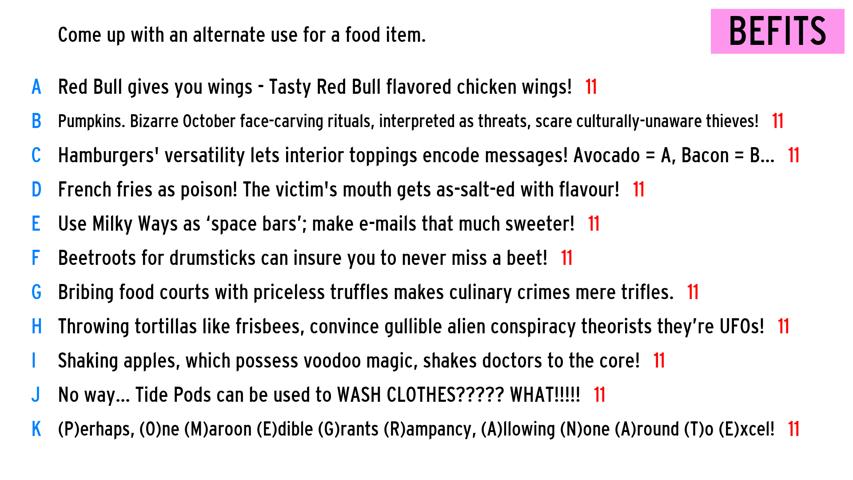 Come up with an alternate use for a food item.
BEFITS
A Red Bull gives you wings - Tasty Red Bull flavored chicken wings! 11
B Pumpkins. Bizarre October face-carving rituals, interpreted as threats, scare culturally-unaware thieves! 11
C Hamburgers' versatility lets interior toppings encode messages! Avocado = A, Bacon = B... 11
D French fries as poison! The victim's mouth gets as-salt-ed with flavour! 11
E Use Milky Ways as ‘space bars’; make e-mails that much sweeter! 11
F Beetroots for drumsticks can insure you to never miss a beet! 11
G Bribing food courts with priceless truffles makes culinary crimes mere trifles. 11
H Throwing tortillas like frisbees, convince gullible alien conspiracy theorists they’re UFOs! 11
I Shaking apples, which possess voodoo magic, shakes doctors to the core! 11
J No way... Tide Pods can be used to WASH CLOTHES????? WHAT!!!!! 11
K (P)erhaps, (O)ne (M)aroon (E)dible (G)rants (R)ampancy, (A)llowing (N)one (A)round (T)o (E)xcel! 11